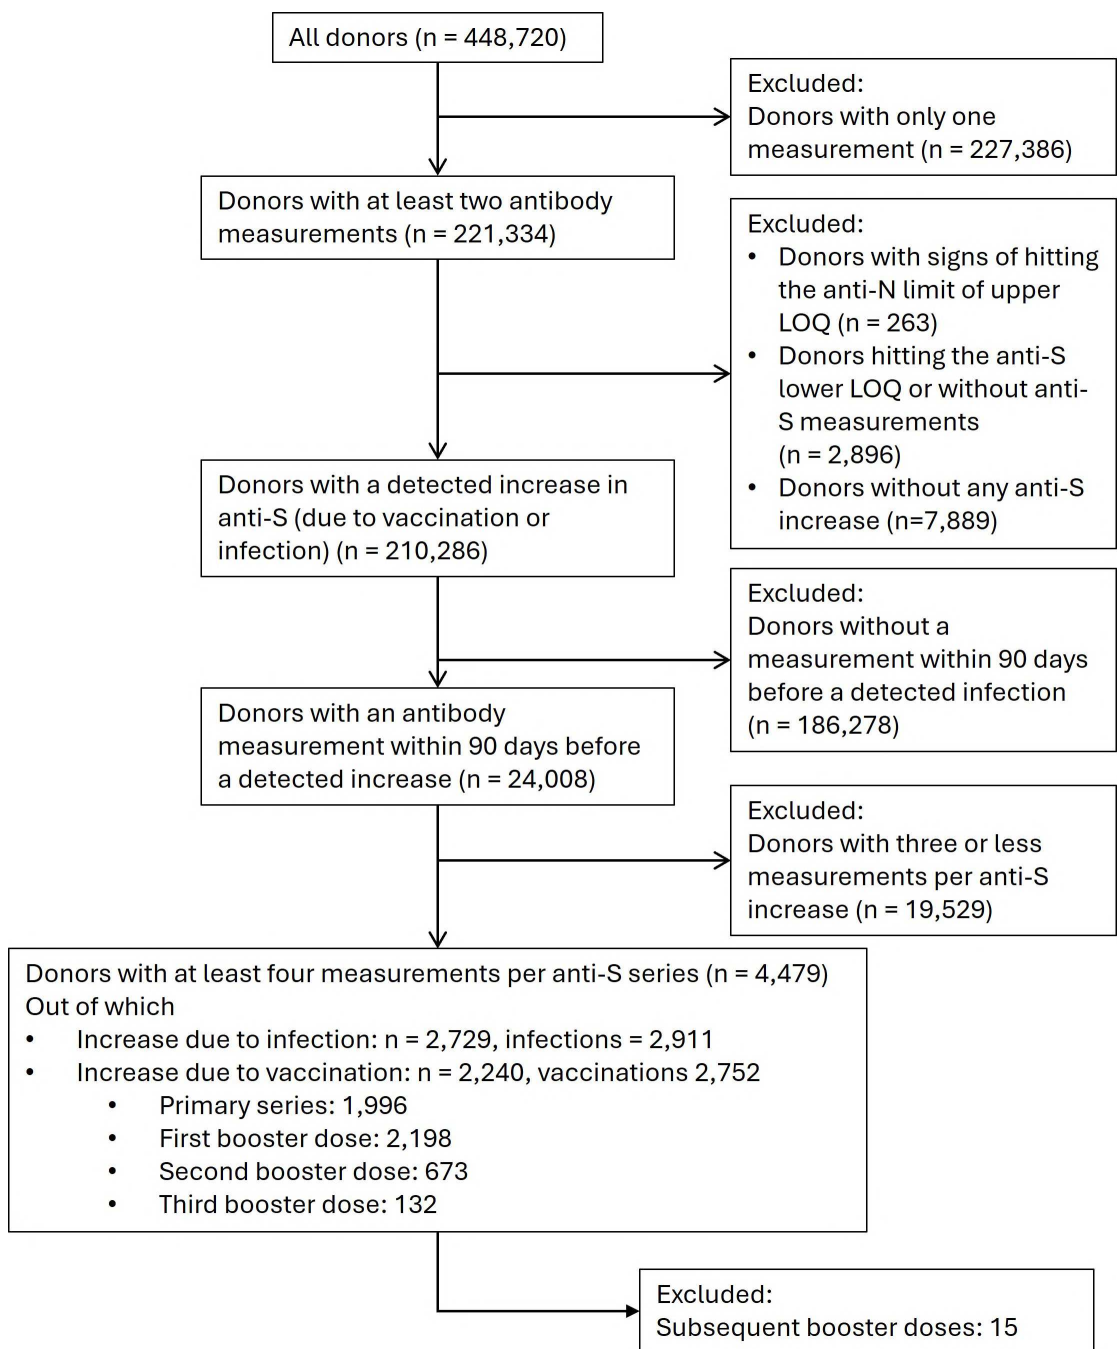 All donors (n = 448,720)
Excluded:
Donors with only one
measurement (n = 227,386)
Donors with at least two antibody
measurements (n = 221,334)
Excluded:
• Donors with signs of hitting
the anti-N limit of upper
LOQ (n = 263)
• Donors hitting the anti-S
lower LOQ or without anti-
S measurements
(n = 2,896)
• Donors without any anti-S
increase (n=7,889)
Donors with a detected increase in
anti-S (due to vaccination or
infection) (n = 210,286)
Excluded:
Donors without a
measurement within 90 days
before a detected infection
(n = 186,278)
Donors with an antibody
measurement within 90 days before
a detected increase (n = 24,008)
Excluded:
Donors with three or less
measurements per anti-S
increase (n = 19,529)
Donors with at least four measurements per anti-S series (n = 4,479)
Out of which
• Increase due to infection: n = 2,729, infections = 2,911
• Increase due to vaccination: n = 2,240, vaccinations 2,752
• Primary series: 1,996
• First booster dose: 2,198
• Second booster dose: 673
• Third booster dose: 132
Excluded:
Subsequent booster doses: 15